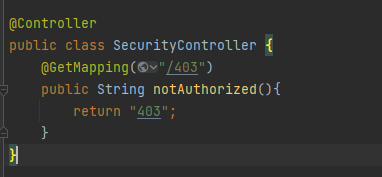 @Controller
public class SecurityController {
@GetMapping("/403")
public String notAuthorized(){
return "403";
}
}